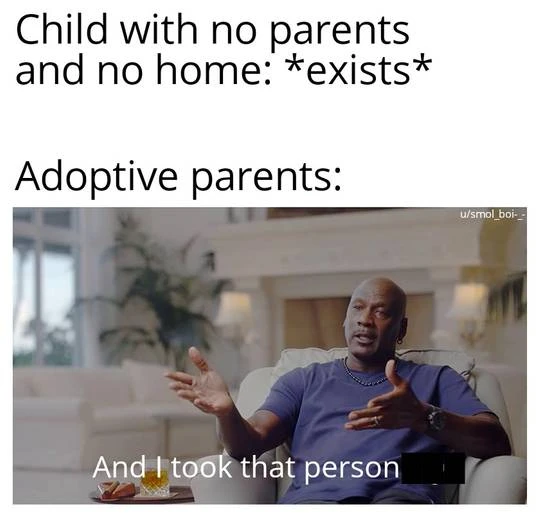 Child with no parents
and no home: *exists*
Adoptive parents:
u/smol_boi-_-
And I took that person